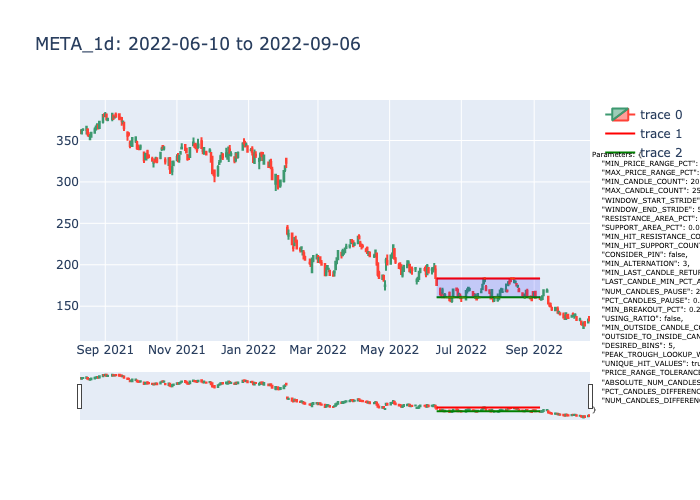 META_1d: 2022-06-10 to 2022-09-06
trace 0
trace 1
trace 2
Parameters: {
"MIN_PRICE_RANGE_PCT":
"MAX_PRICE_RANGE_PCT":
"MIN_CANDLE_COUNT": 20
"MAX_CANDLE_COUNT": 25
"WINDOW_START_STRIDE"
"WINDOW_END_STRIDE": 5
"RESISTANCE_AREA_PCT":
"SUPPORT_AREA_PCT": 0.0
"MIN_HIT_RESISTANCE_CO
"MIN_HIT_SUPPORT_COUNT
"CONSIDER_PIN": false,
"MIN_ALTERNATION": 3,
"MIN_LAST_CANDLE_RETUR
"LAST_CANDLE_MIN_PCT_A
"NUM_CANDLES_PAUSE": 2
"PCT_CANDLES_PAUSE": 0.
"MIN_BREAKOUT_PCT": 0.2
"USING_RATIO": false,
"MIN_OUTSIDE_CANDLE_CO
"OUTSIDE_TO_INSIDE_CAN
"DESIRED_BINS": 5,
"PEAK_TROUGH_LOOKUP_W
"UNIQUE_HIT_VALUES": tru
"PRICE_RANGE_TOLERANC
"ABSOLUTE_NUM_CANDLES
"PCT_CANDLES_DIFFERENC
"NUM_CANDLES_DIFFEREN
}
350
300
250
200
150
Sep 2021
Nov 2021
Jan 2022
Mar 2022
May 2022
Jul 2022
Sep 2022